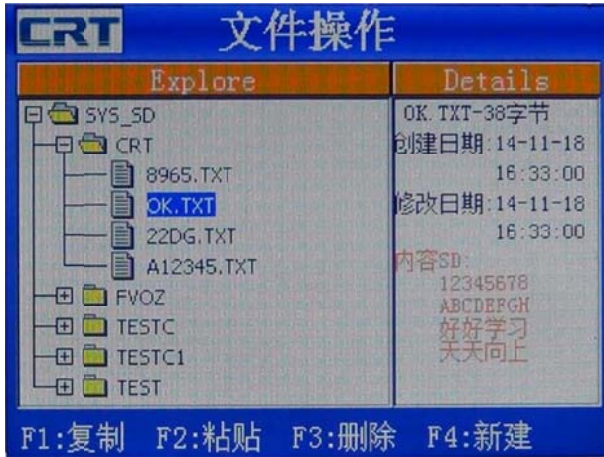 CRT 文件操作
Explore
SYS_SD
CRT
8965.TXT
OK.TXT
22DG.TXT
A12345.TXT
FVOZ
TESTC
TESTC1
TEST
Details
OK.TXT-38字节
创建日期:14-11-18
16:33:00
修改日期:14-11-18
16:33:00
内容SD:
12345678
ABCDEFGH
好好学习
天天向上
F1:复制 F2:粘贴 F3:删除 F4:新建